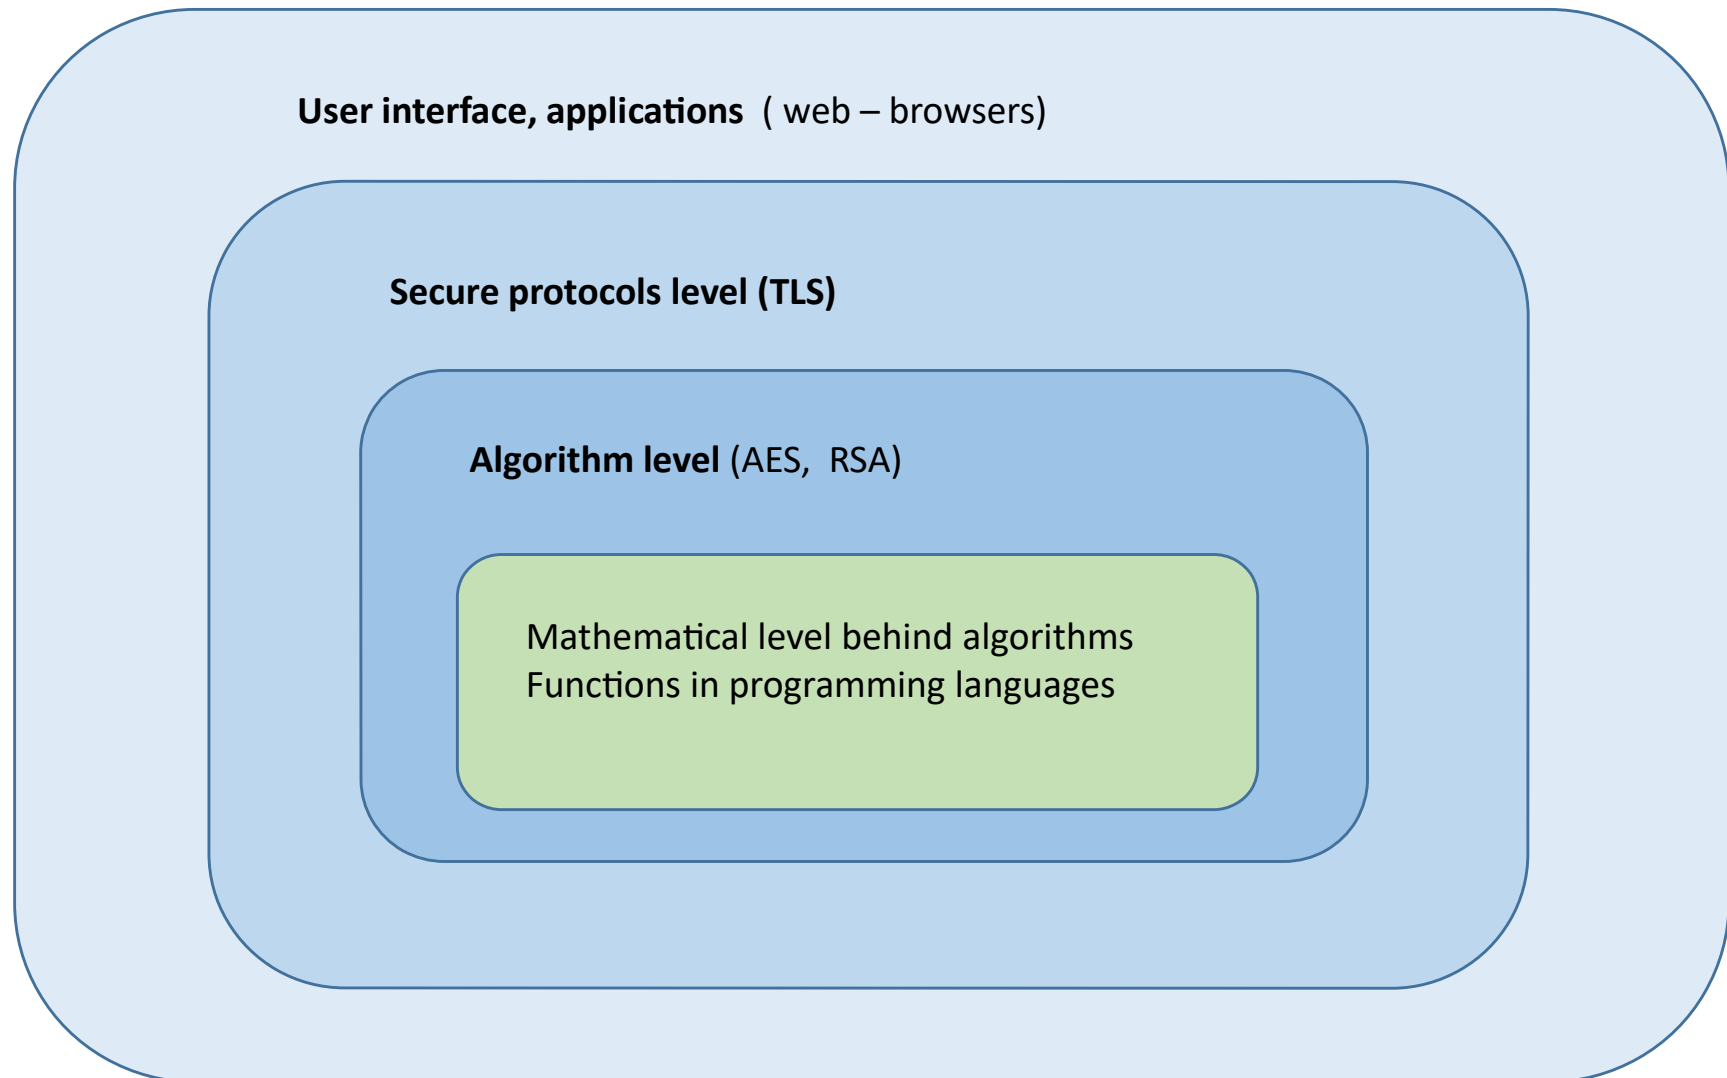 User interface, applications  ( web – browsers)
Secure protocols level (TLS)
Algorithm level (AES,  RSA)
Mathematical level behind algorithms
Functions in programming languages